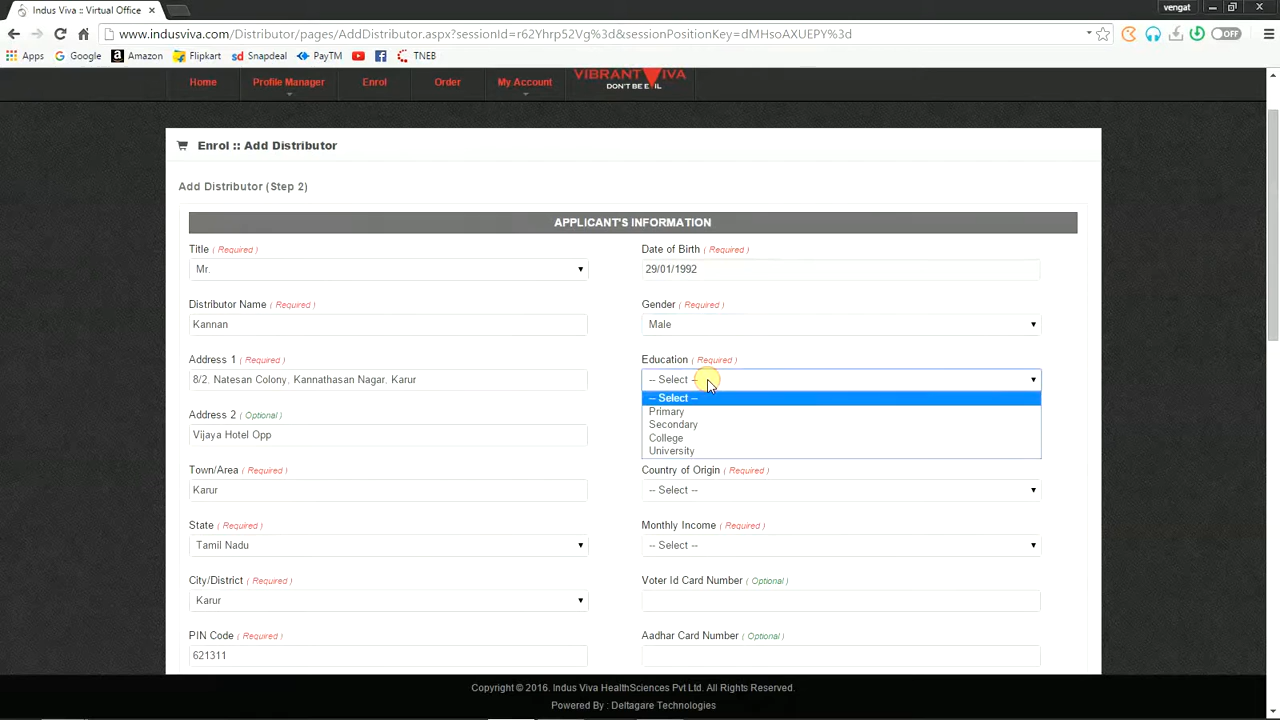 Indus Viva :: Virtual Office
vengat
www.indusviva.com/Distributor/pages/AddDistributor.aspx?sessionId=r62Yhrp52Vg%3d&sessionPositionKey=dMHsoAXUEPY%3d
OFF
Apps Google Amazon Flipkart Snapdeal PayTM TNEB
Home Profile Manager Enrol Order My Account
VIBRANT VIVA
DON'T BE EVIL
Enrol :: Add Distributor
Add Distributor (Step 2)
APPLICANT'S INFORMATION
Title ( Required )
Mr.
Distributor Name ( Required )
Kannan
Address 1 ( Required )
8/2. Natesan Colony, Kannathasan Nagar, Karur
Address 2 ( Optional )
Vijaya Hotel Opp
Town/Area ( Required )
Karur
State ( Required )
Tamil Nadu
City/District ( Required )
Karur
PIN Code ( Required )
621311
Date of Birth ( Required )
29/01/1992
Gender ( Required )
Male
Education ( Required )
-- Select --
-- Select --
Primary
Secondary
College
University
Country of Origin ( Required )
-- Select --
Monthly Income ( Required )
-- Select --
Voter Id Card Number ( Optional )
Aadhar Card Number ( Optional )
Copyright © 2016. Indus Viva HealthSciences Pvt Ltd. All Rights Reserved.
Powered By : Deltagare Technologies